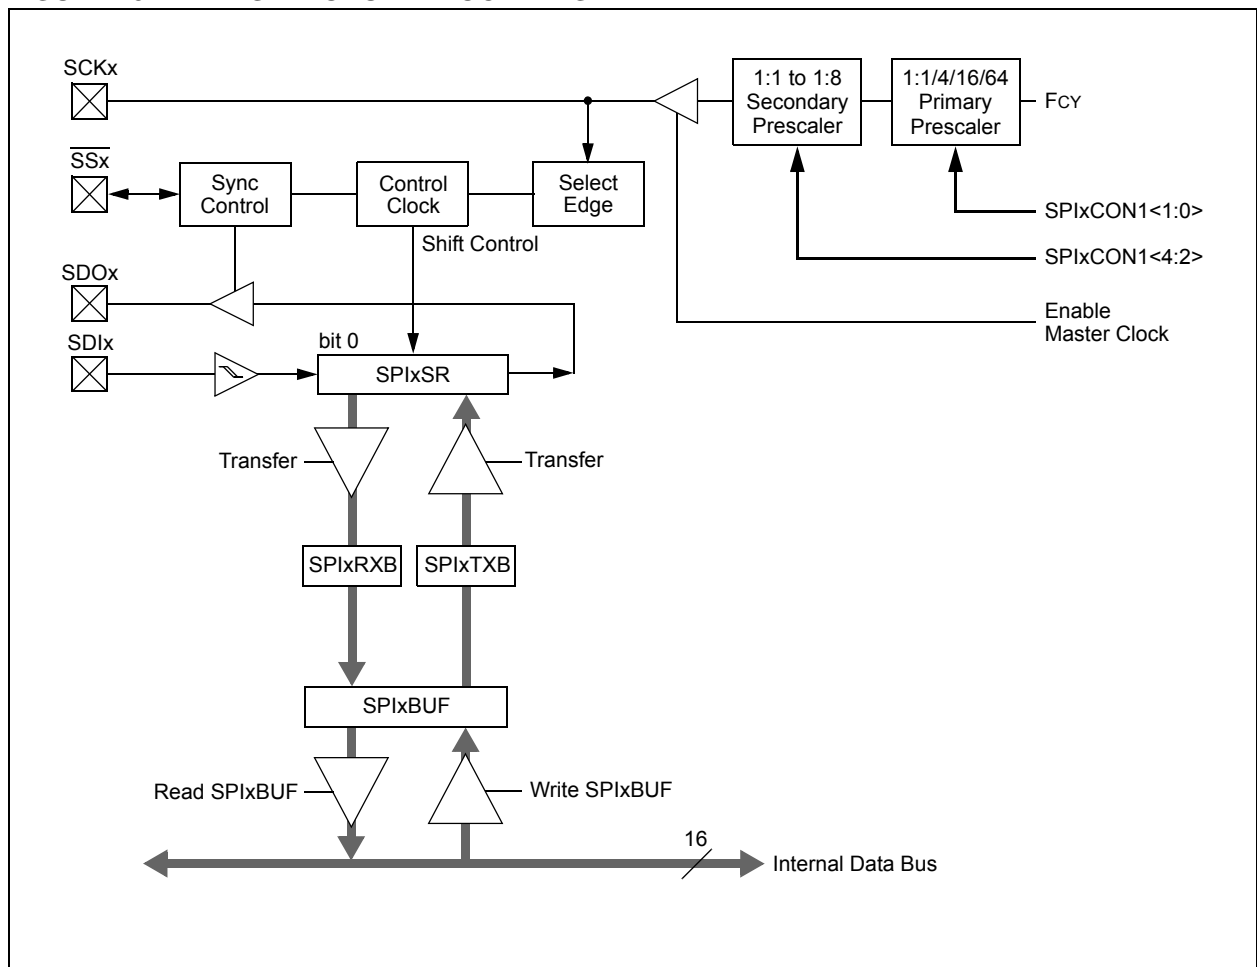 SCKx
1:1 to 1:8
Secondary
Prescaler
1:1/4/16/64
Primary
Prescaler
FCY
SSx
Sync
Control
Control
Clock
Select
Edge
SPIxCON1<1:0>
Shift Control
SPIxCON1<4:2>
SDOx
Enable
Master Clock
SDIx
bit 0
SPIxSR
Transfer
Transfer
SPIxRXB
SPIxTXB
SPIxBUF
Read SPIxBUF
Write SPIxBUF
16
Internal Data Bus